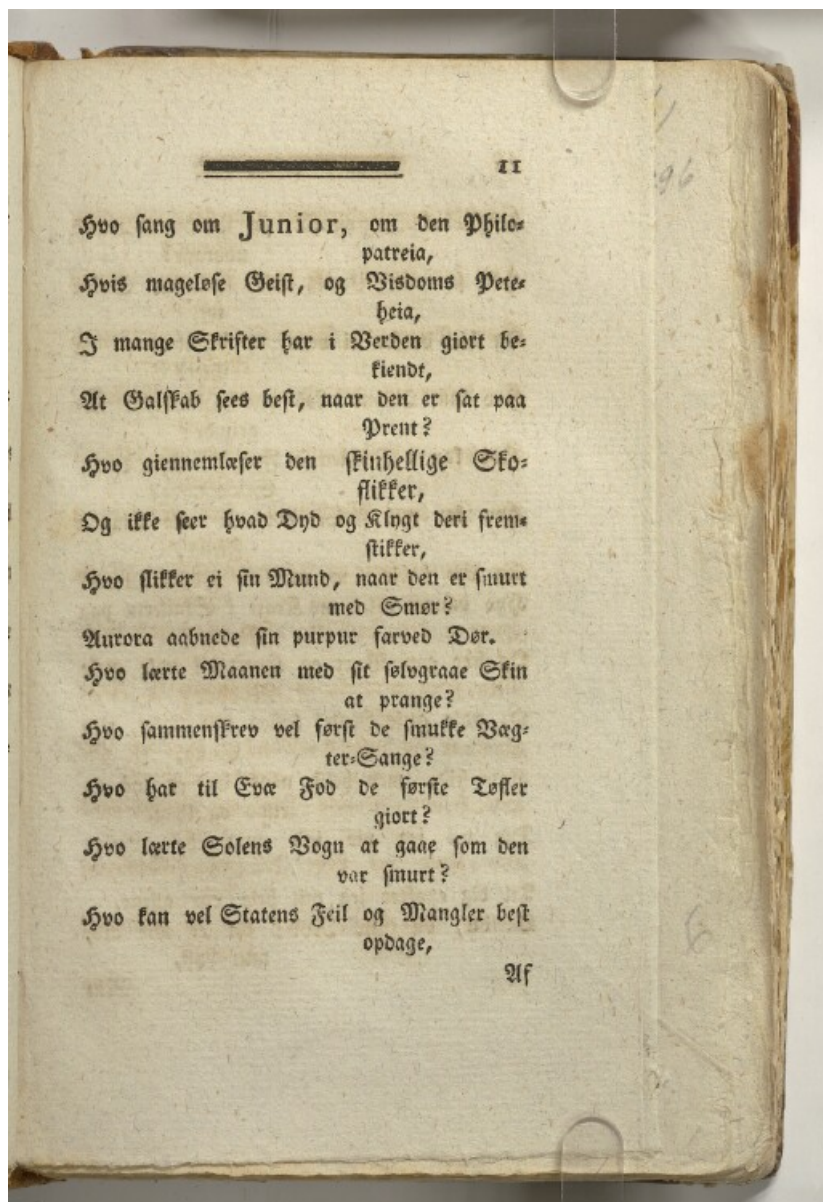 11
Hvo sang om Junior, om den Philo-
patreia,
Hvis mageløse Geist, og Visdoms Pete-
heia,
I mange Skrifter har i Verden giort be-
kiendt,
At Galskab sees best, naar den er sat paa
Prent?
Hvo giennemlæser den skinhellige Sko-
flikker,
Og ikke seer hvad Dyd og Klygt deri frem-
stikker,
Hvo slikker ei sin Mund, naar den er smurt
med Smør?
Aurora aabnede sin purpur farved Dør.
Hvo lærte Maanen med sit sølvgraae Skin
at prange?
Hvo sammenskrev vel først de smukke Væg-
ter-Sange?
Hvo har til Evæ Fod de første Tøfler
giort?
Hvo lærte Solens Vogn at gaae som den
var smurt?
Hvo kan vel Statens Feil og Mangler best
opdage,
Af